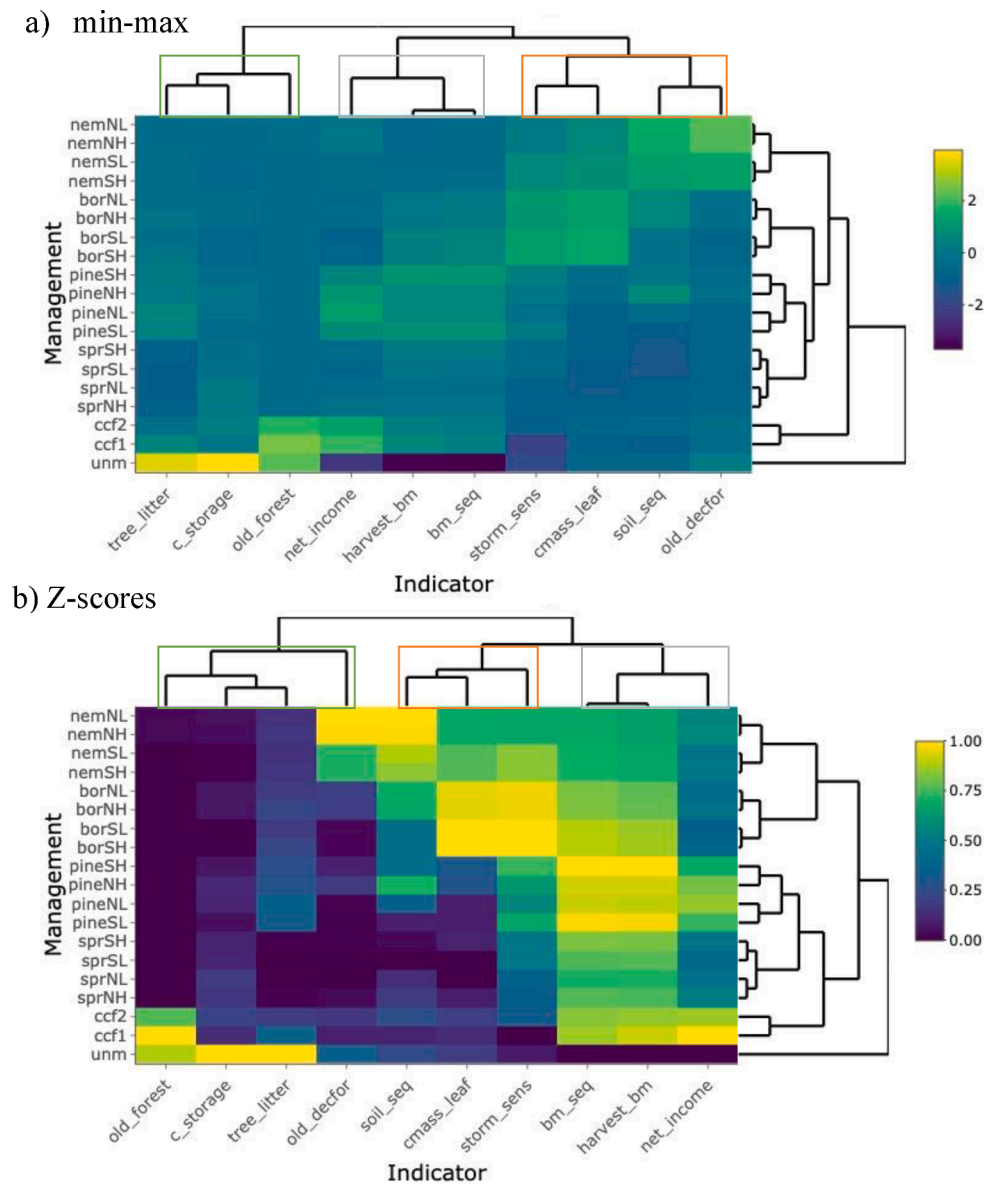 a) min-max
nemNL
nemNH
nemSL
nemSH
borNL
borNH
borSL
borSH
pineSH
pineNH
pineNL
pineSL
sprSH
sprSL
sprNL
sprNH
ccf2
ccf1
unm
Management
2
0
-2
tree_litter
c_storage
old_forest
net_income
harvest_bm
bm_seq
storm_sens
cmass_leaf
soil_seq
old_decfor
Indicator
b) Z-scores
nemNL
nemNH
nemSL
nemSH
borNL
borNH
borSL
borSH
pineSH
pineNH
pineNL
pineSL
sprSH
sprSL
sprNL
sprNH
ccf2
ccf1
unm
Management
1.00
0.75
0.50
0.25
0.00
old_forest
c_storage
tree_litter
old_decfor
soil_seq
cmass_leaf
storm_sens
bm_seq
harvest_bm
net_income
Indicator